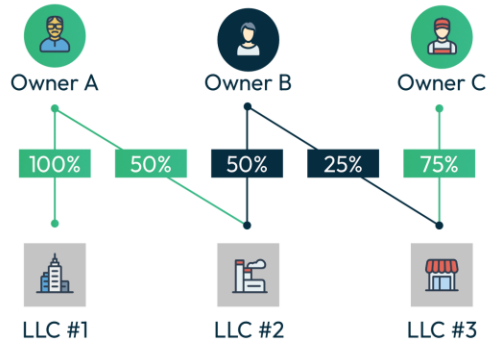 Owner A
Owner B
Owner C
100%
50%
50%
25%
75%
LLC #1
LLC #2
LLC #3